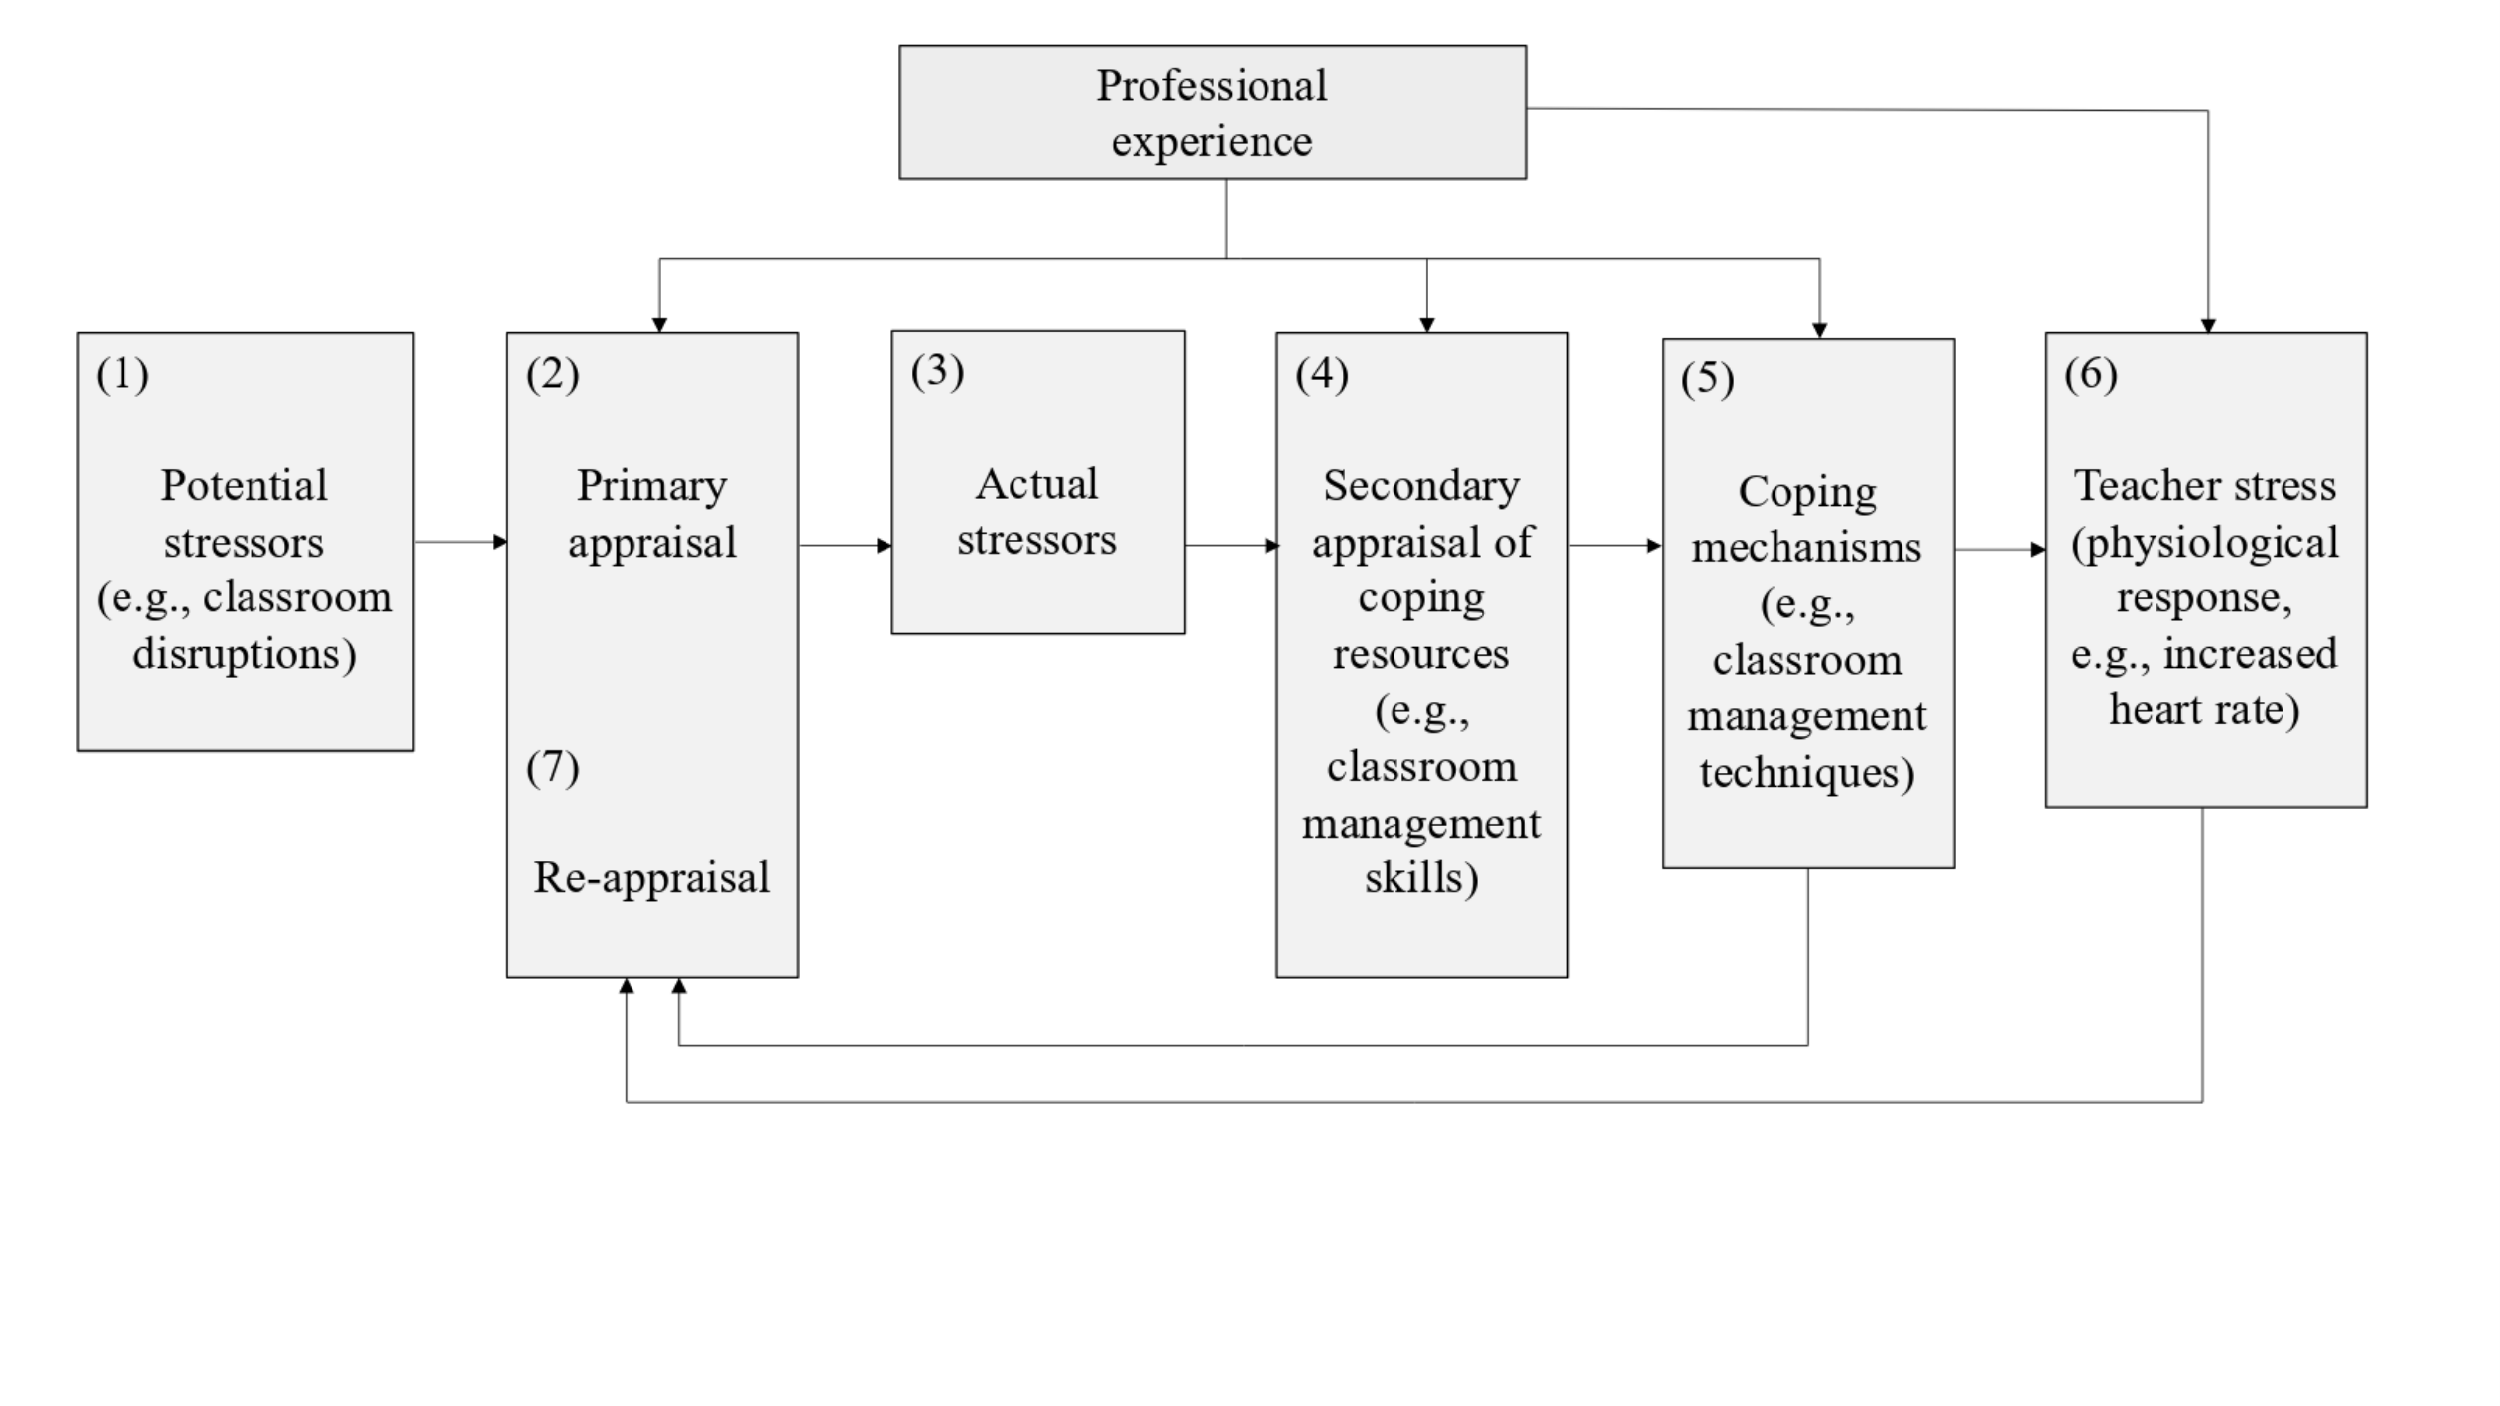 Professional
experience
(1)
Potential
stressors
(e.g., classroom
disruptions)
(2)
Primary
appraisal
(7)
Re-appraisal
(3)
Actual
stressors
(4)
Secondary
appraisal of
coping
resources
(e.g.,
classroom
management
skills)
(5)
Coping
mechanisms
(e.g.,
classroom
management
techniques)
(6)
Teacher stress
(physiological
response,
e.g., increased
heart rate)